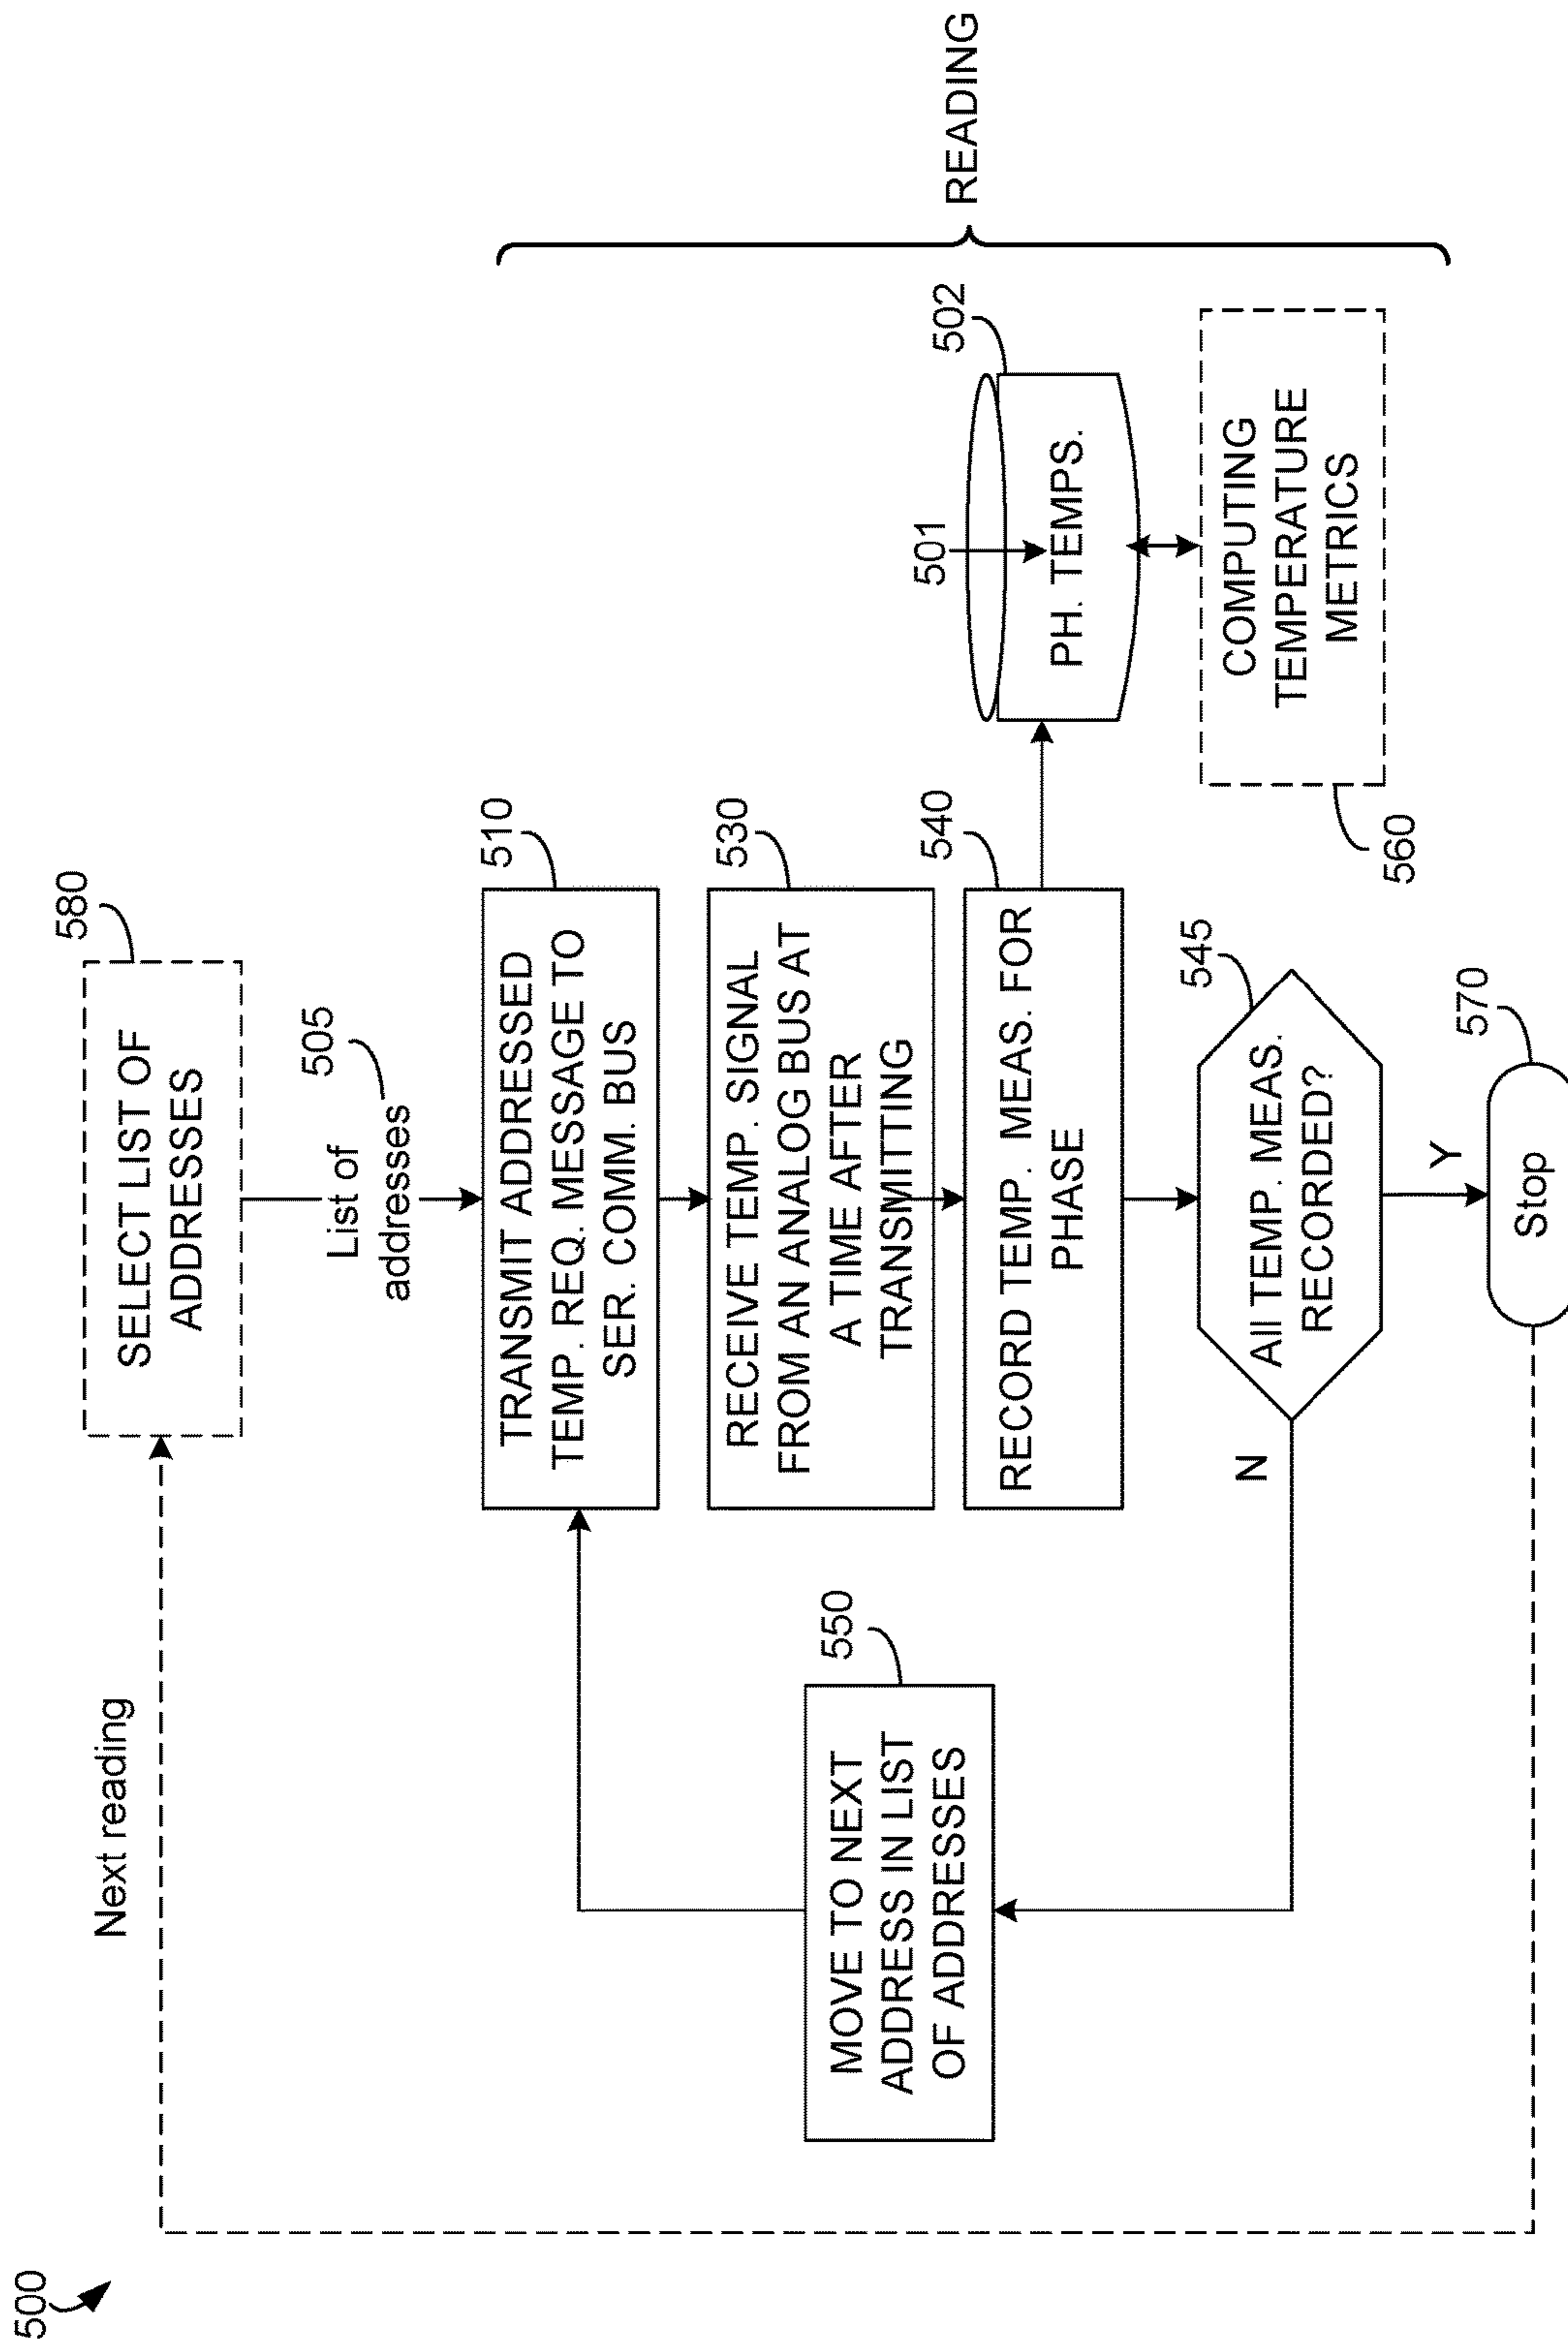 500
Next reading
580
SELECT LIST OF
ADDRESSES
505
List of
addresses
510
TRANSMIT ADDRESSED
TEMP. REQ. MESSAGE TO
SER. COMM. BUS
530
RECEIVE TEMP. SIGNAL
FROM AN ANALOG BUS AT
A TIME AFTER
TRANSMITTING
550
MOVE TO NEXT
ADDRESS IN LIST
OF ADDRESSES
540
RECORD TEMP. MEAS. FOR
PHASE
501
502
PH. TEMPS.
READING
545
All TEMP. MEAS.
RECORDED?
N
Y
560
COMPUTING
TEMPERATURE
METRICS
570
Stop